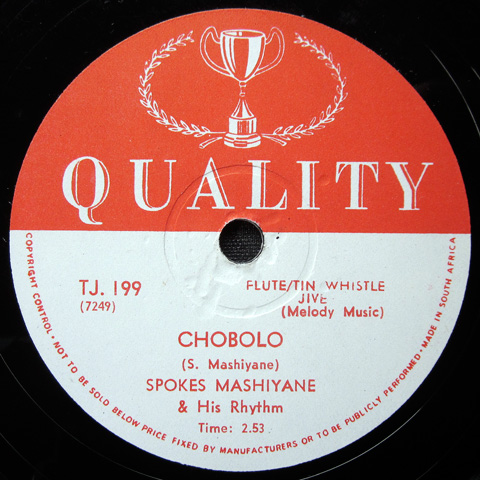 QUALITY
TJ. 199
(7249)
FLUTE/TIN WHISTLE
JIVE
(Melody Music)
CHOBOLO
(S. Mashiyane)
SPOKES MASHIYANE
& His Rhythm
Time: 2.53
COPYRIGHT CONTROL · NOT TO BE SOLD BELOW PRICE FIXED BY MANUFACTURERS OR TO BE PUBLICLY PERFORMED · MADE IN SOUTH AFRICA